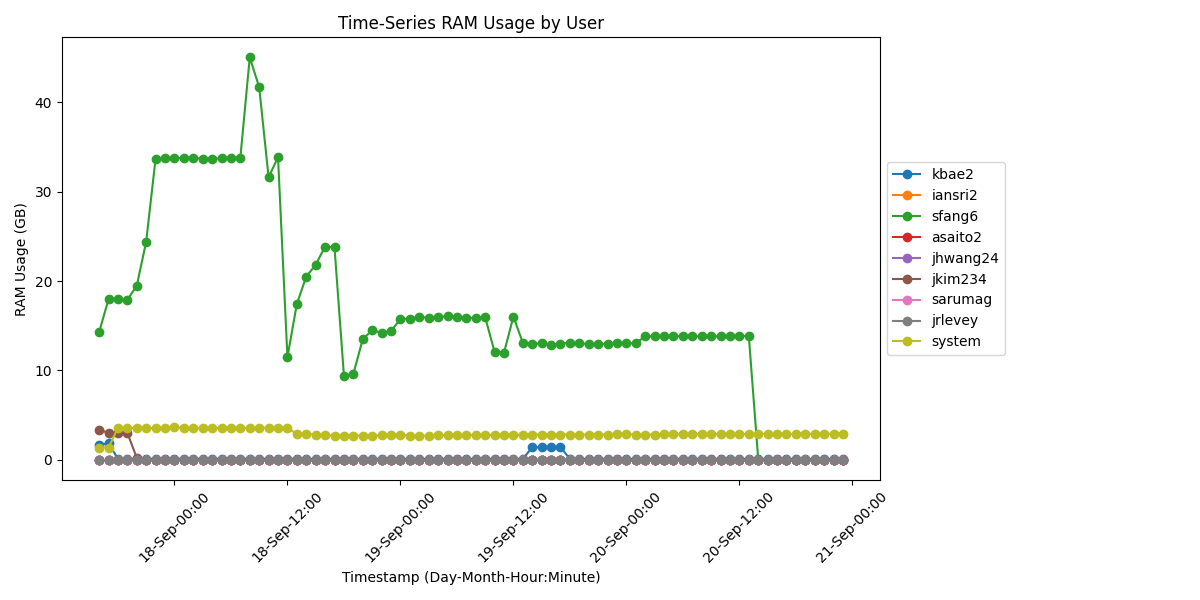 Time-Series RAM Usage by User
RAM Usage (GB)
40
30
20
10
0
18-Sep-00:00
18-Sep-12:00
19-Sep-00:00
19-Sep-12:00
20-Sep-00:00
20-Sep-12:00
21-Sep-00:00
Timestamp (Day-Month-Hour:Minute)
kbae2
iansri2
sfang6
asaito2
jhwang24
jkim234
sarumag
jrlevey
system